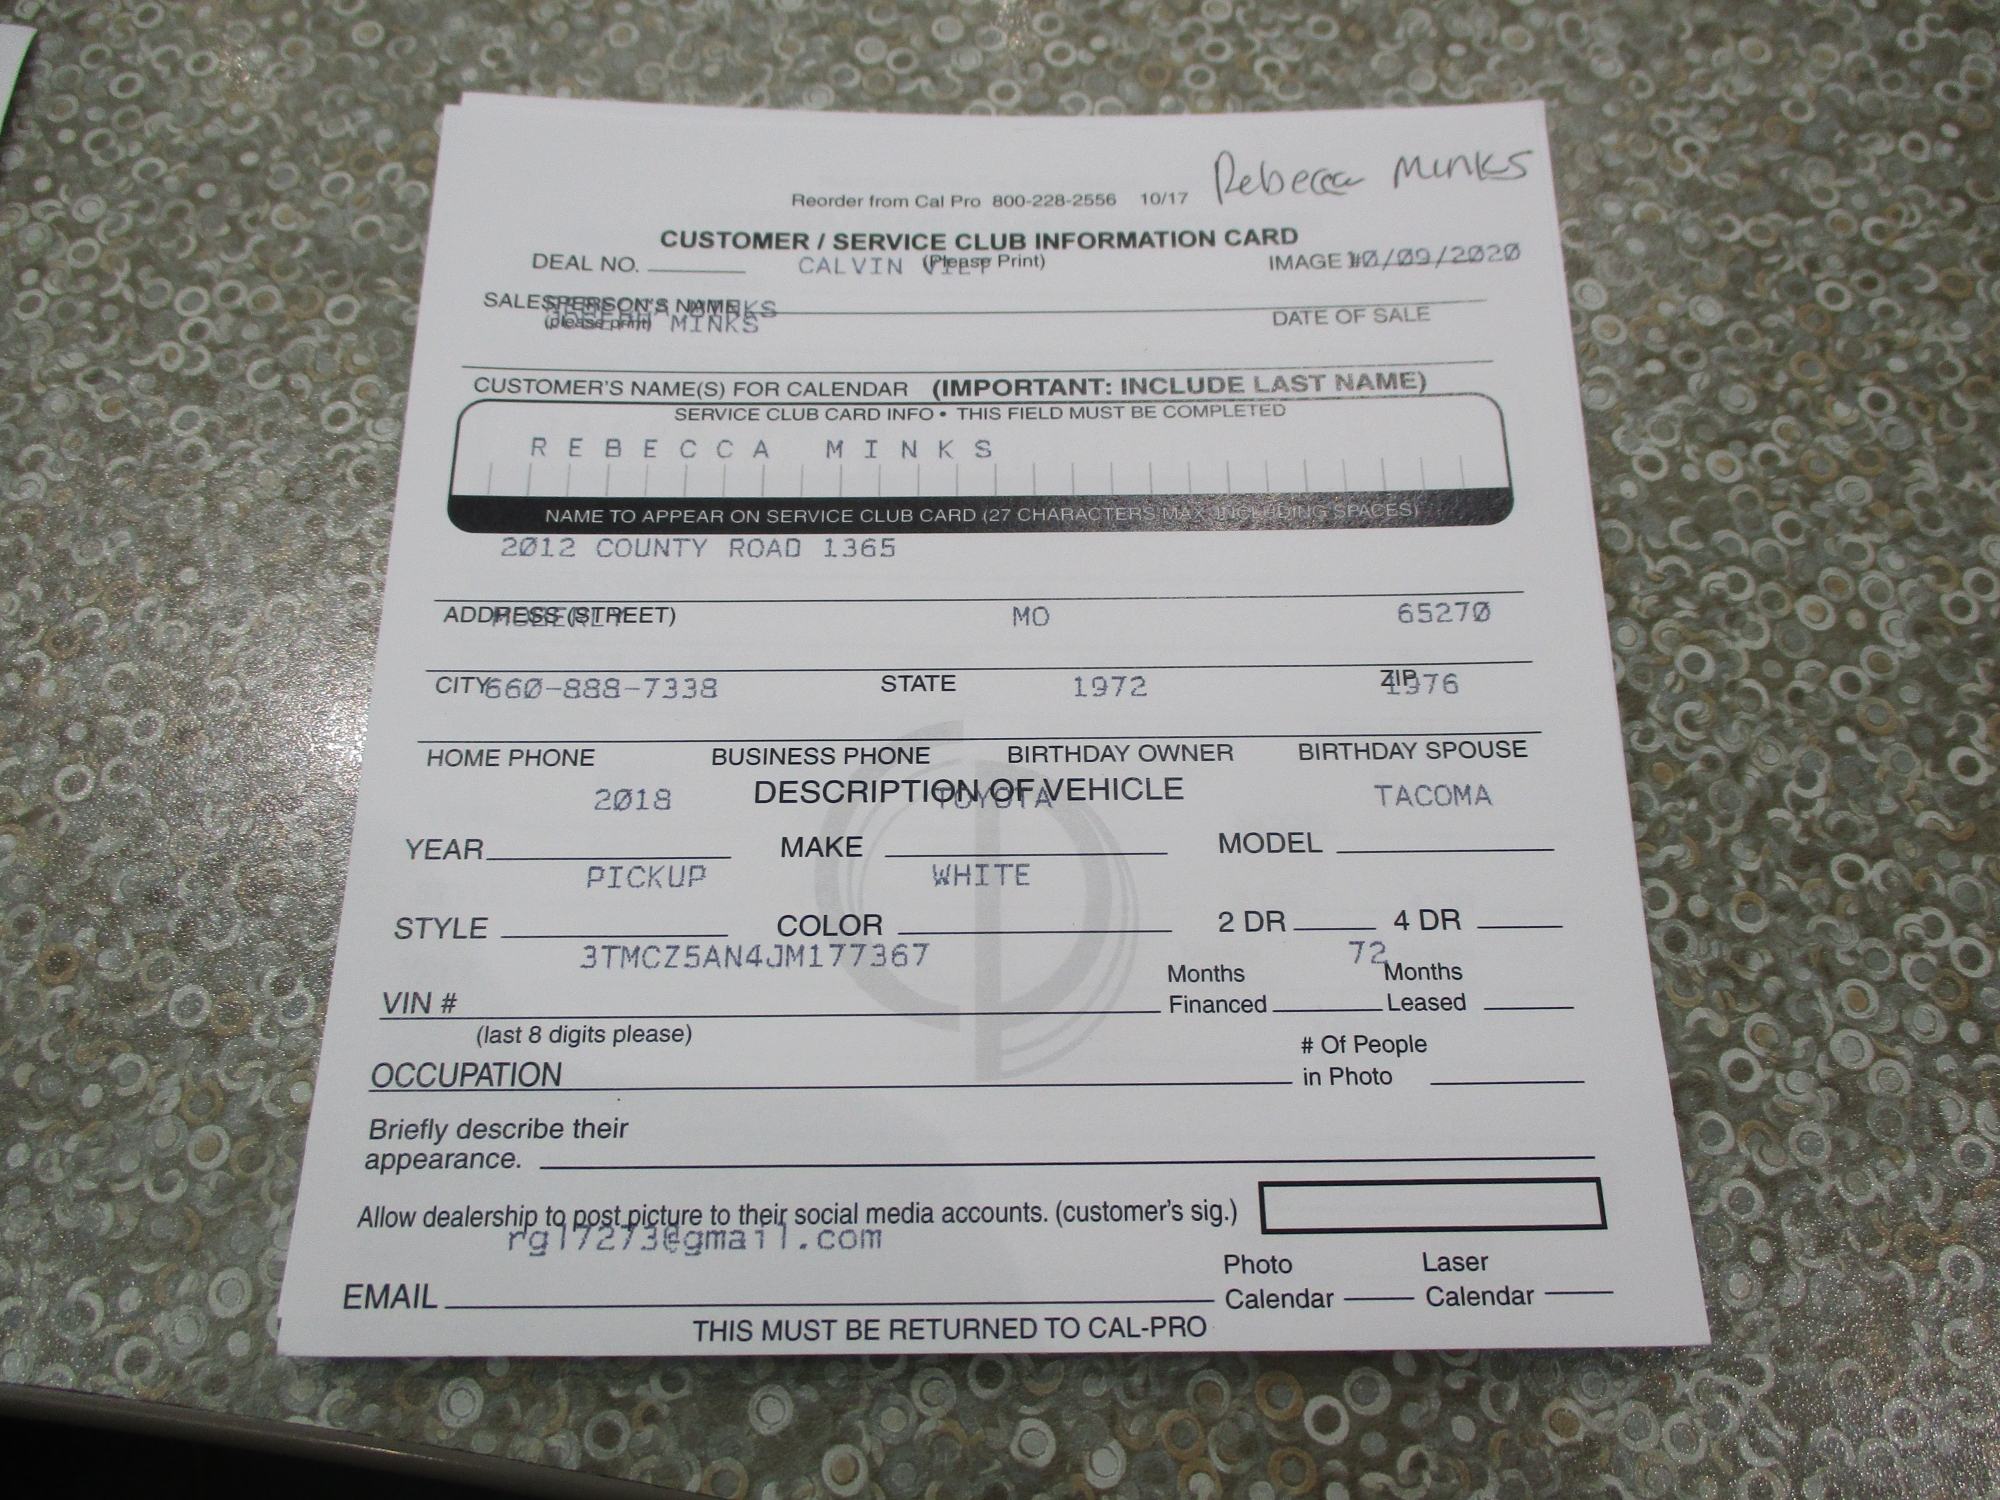 Rebecca Minks
Reorder from Cal Pro 800-228-2556 10/17
CUSTOMER / SERVICE CLUB INFORMATION CARD
(Please Print)
DEAL NO. CALVIN IMAGE # 10/09/2020
SALESPERSON'S NAME MINKS
(please print) MINKS
DATE OF SALE
CUSTOMER'S NAME(S) FOR CALENDAR (IMPORTANT: INCLUDE LAST NAME)
SERVICE CLUB CARD INFO • THIS FIELD MUST BE COMPLETED
REBECCA MINKS
NAME TO APPEAR ON SERVICE CLUB CARD (27 CHARACTERS MAX INCLUDING SPACES)
2012 COUNTY ROAD 1365
ADDRESS (STREET) MOBERLY MO 65270
CITY 660-888-7338 STATE 1972 ZIP 1976
HOME PHONE BUSINESS PHONE BIRTHDAY OWNER BIRTHDAY SPOUSE
DESCRIPTION OF VEHICLE
2018 TOYOTA TACOMA
YEAR MAKE MODEL
PICKUP WHITE
STYLE COLOR 2 DR 4 DR
3TMCZ5AN4JM177367 72
VIN # Months Financed Months Leased
(last 8 digits please)
OCCUPATION # Of People in Photo
Briefly describe their
appearance.
Allow dealership to post picture to their social media accounts. (customer's sig.)
rgl7273@gmail.com
EMAIL Photo Calendar Laser Calendar
THIS MUST BE RETURNED TO CAL-PRO